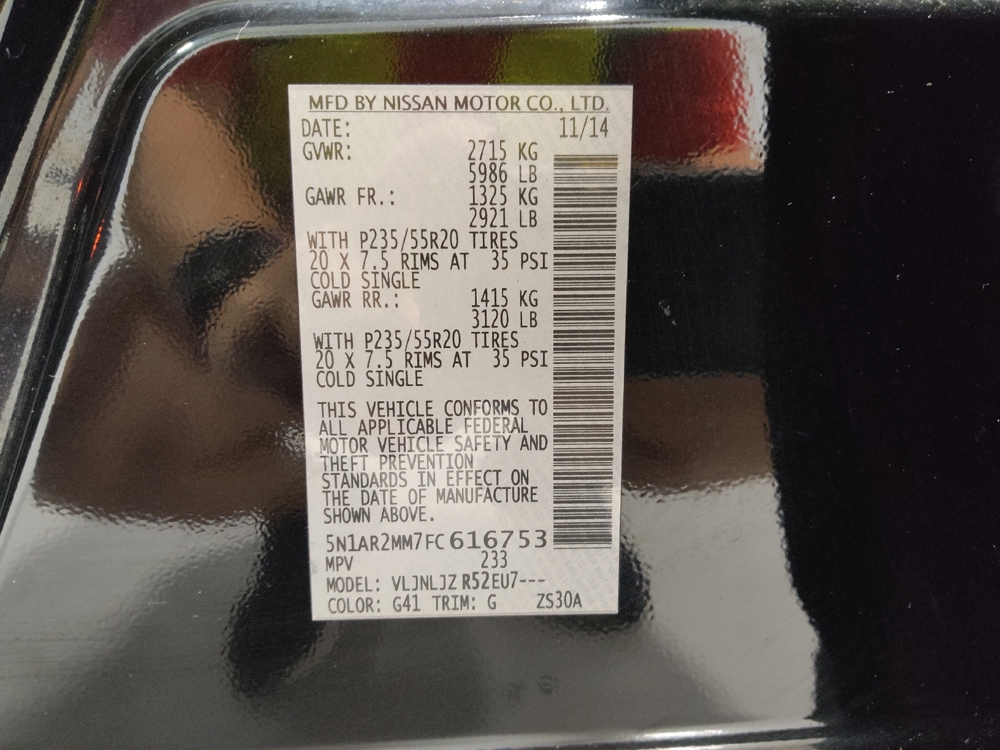 MFD BY NISSAN MOTOR CO., LTD.
DATE: 11/14
GVWR: 2715 KG
5986 LB
GAWR FR.: 1325 KG
2921 LB
WITH P235/55R20 TIRES
20 X 7.5 RIMS AT 35 PSI
COLD SINGLE
GAWR RR.: 1415 KG
3120 LB
WITH P235/55R20 TIRES
20 X 7.5 RIMS AT 35 PSI
COLD SINGLE
THIS VEHICLE CONFORMS TO
ALL APPLICABLE FEDERAL
MOTOR VEHICLE SAFETY AND
THEFT PREVENTION
STANDARDS IN EFFECT ON
THE DATE OF MANUFACTURE
SHOWN ABOVE.
5N1AR2MM7FC616753
MPV 233
MODEL: VLJNLJZ R52EU7---
COLOR: G41 TRIM: G ZS30A